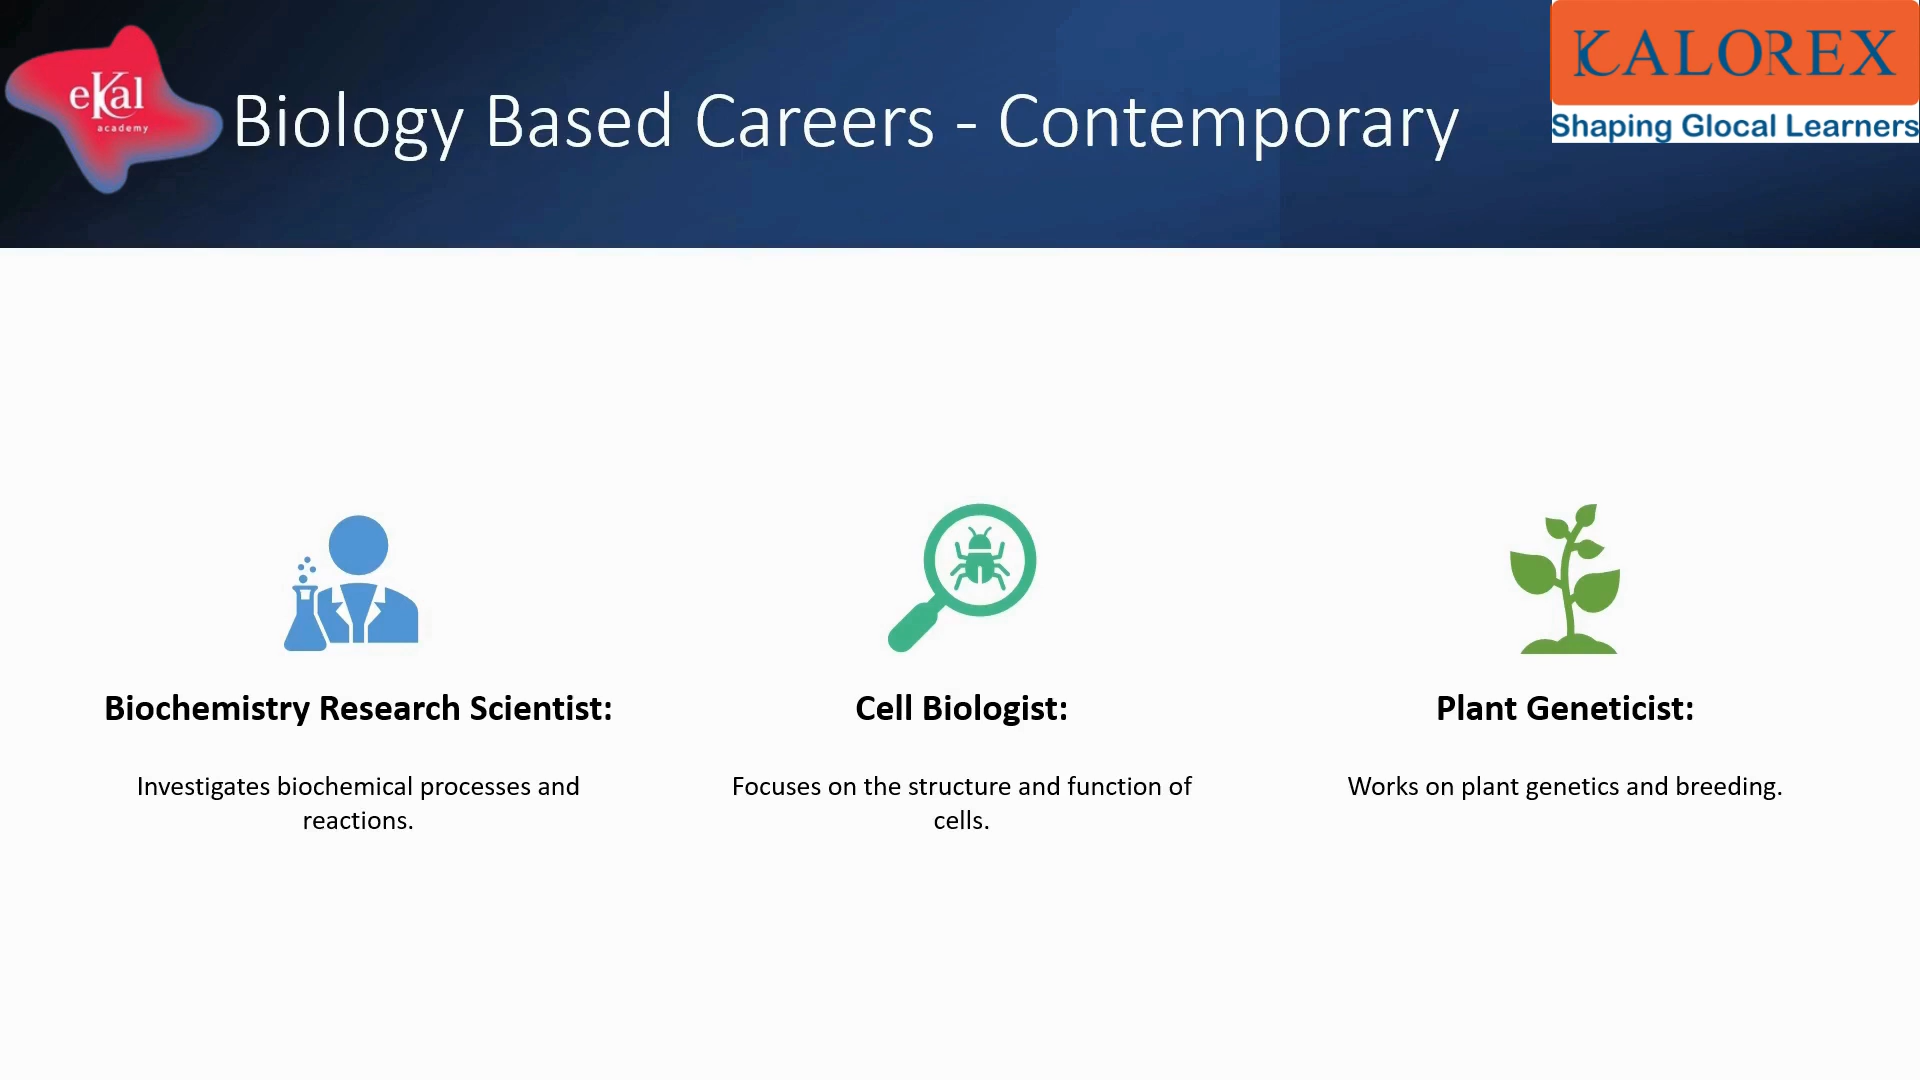 eKal
academy
Biology Based Careers - Contemporary
KALOREX
Shaping Glocal Learners
Biochemistry Research Scientist:
Investigates biochemical processes and
reactions.
Cell Biologist:
Focuses on the structure and function of
cells.
Plant Geneticist:
Works on plant genetics and breeding.